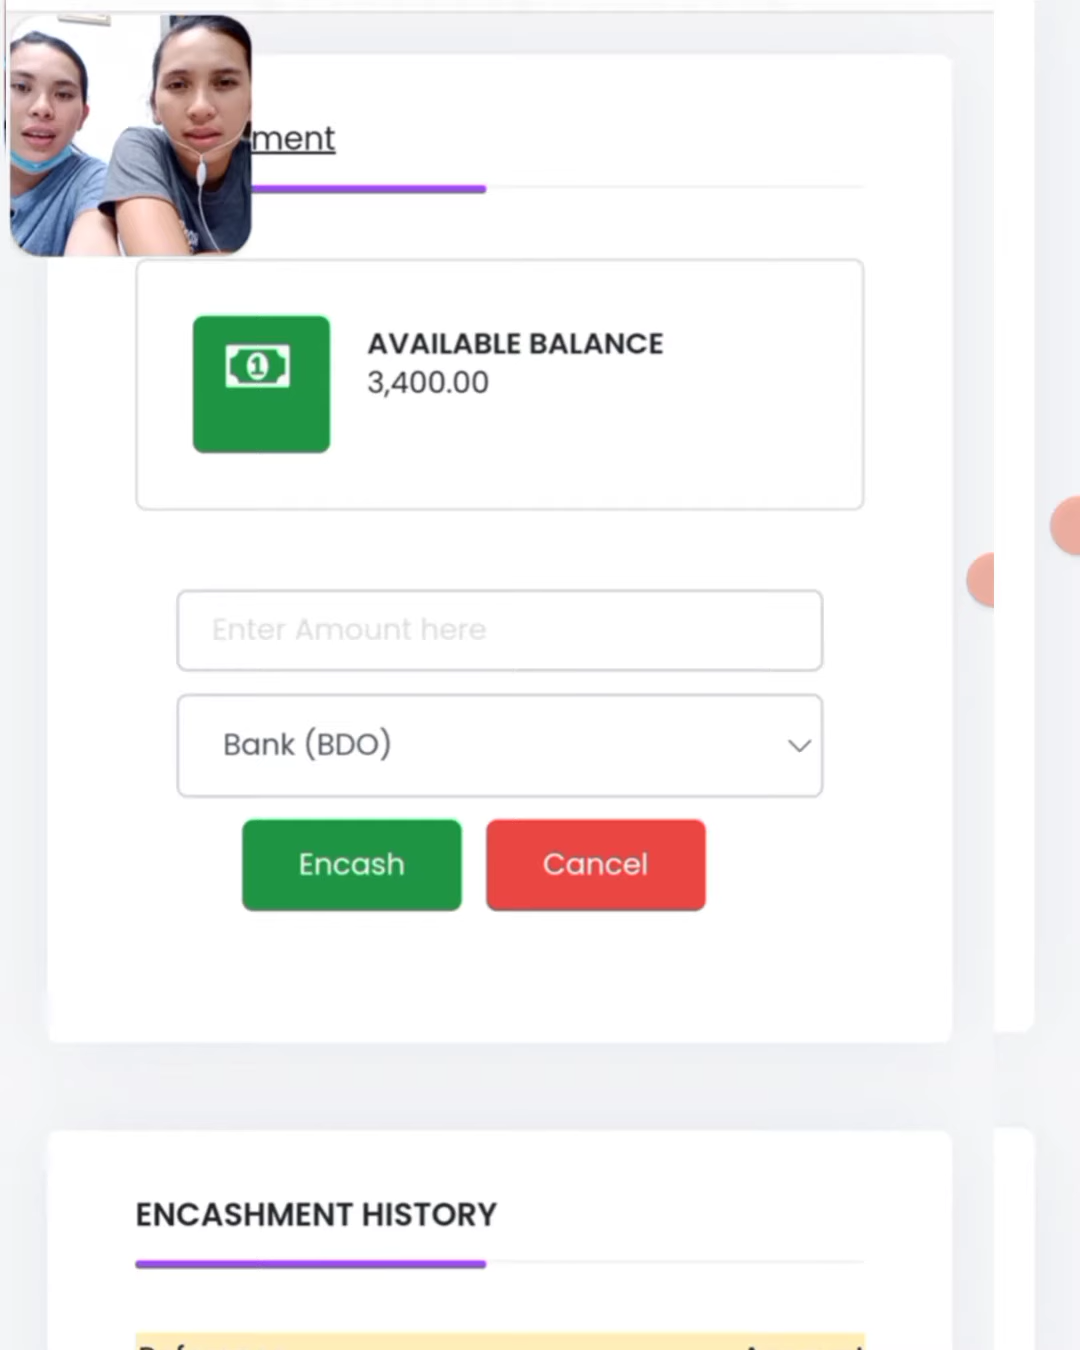 ment
AVAILABLE BALANCE
3,400.00
Enter Amount here
Bank (BDO)
Encash
Cancel
ENCASHMENT HISTORY